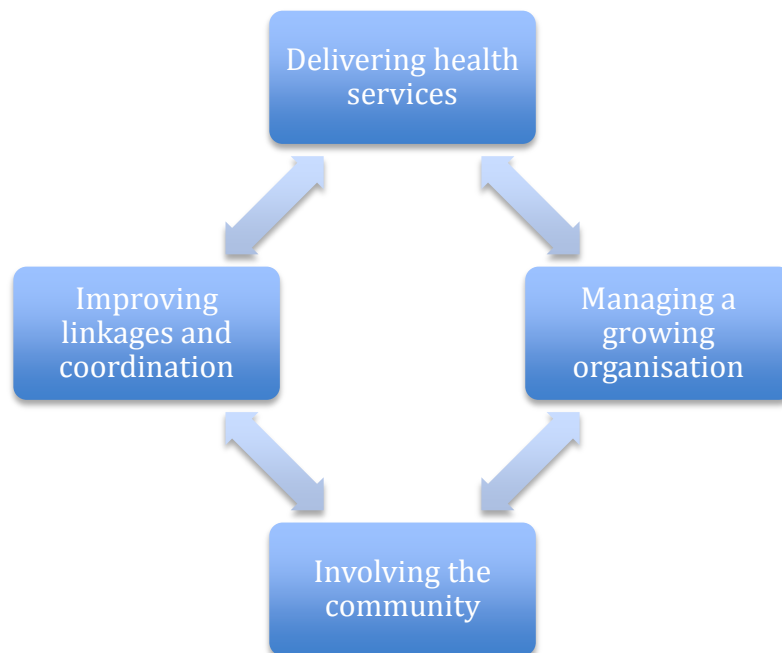 Delivering health
services
Improving
linkages and
coordination
Managing a
growing
organisation
Involving the
community